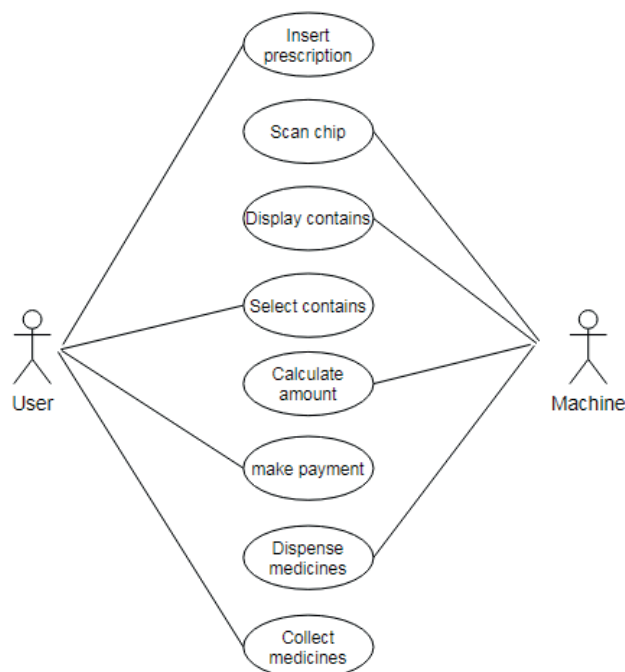 Insert
prescription
Scan chip
Display contains
Select contains
User
Calculate
amount
Machine
make payment
Dispense
medicines
Collect
medicines